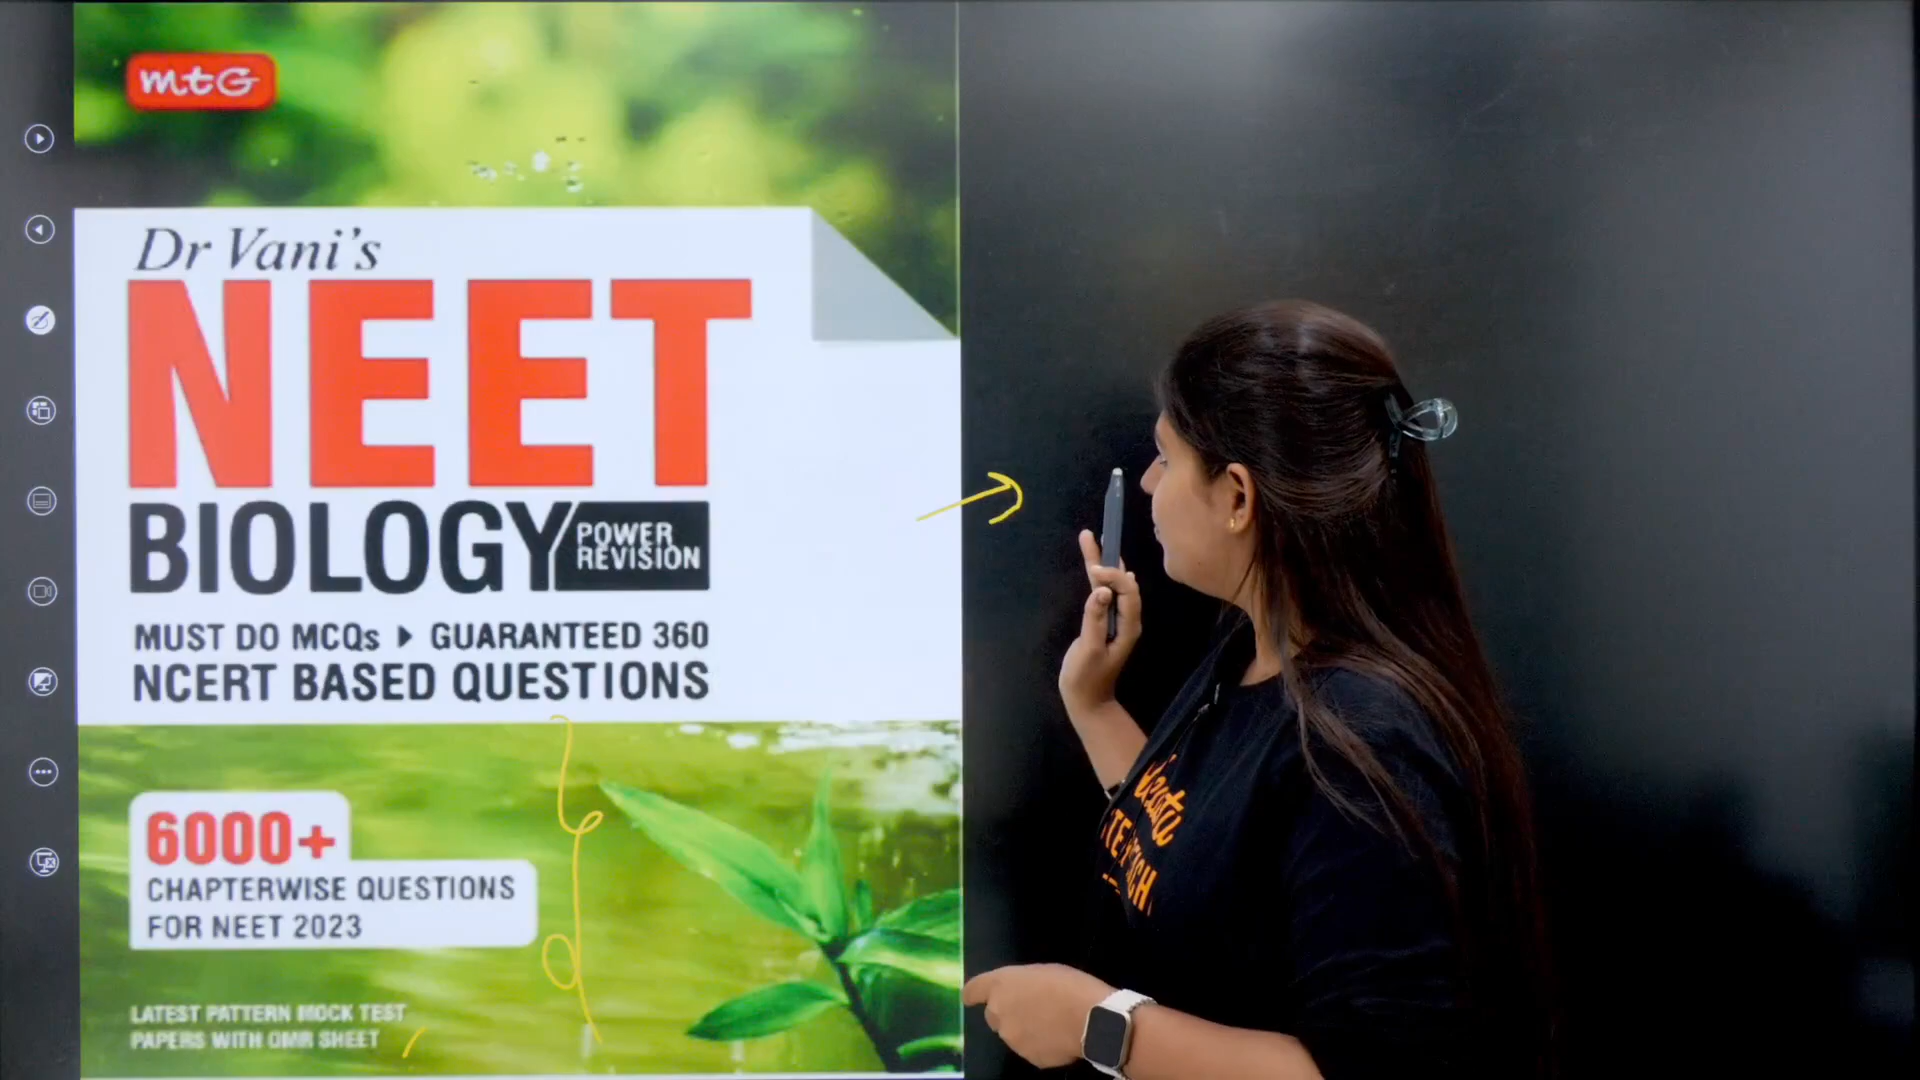 mtG
Dr Vani's
NEET
BIOLOGY
POWER
REVISION
MUST DO MCQs GUARANTEED 360
NCERT BASED QUESTIONS
6000+
CHAPTERWISE QUESTIONS
FOR NEET 2023
LATEST PATTERN MOCK TEST
PAPERS WITH OMR SHEET